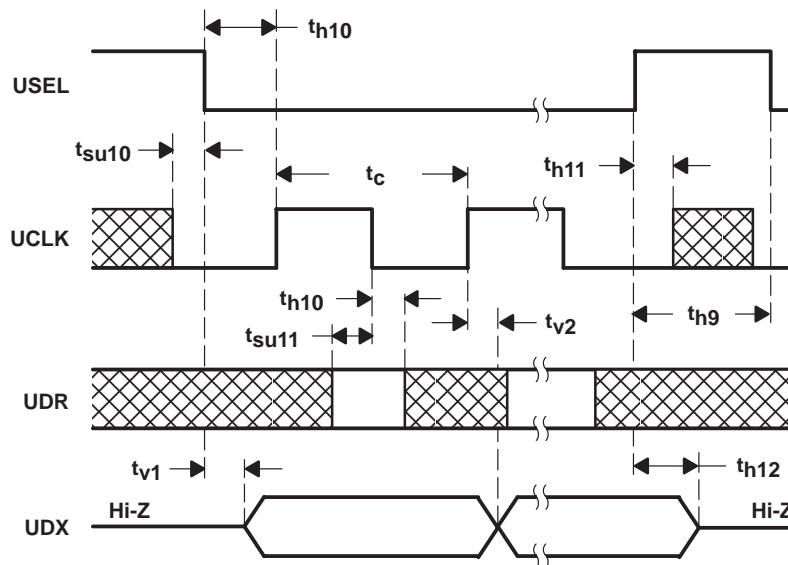 th10
USEL
tsu10
tc
th11
UCLK
th10
tsu11
tv2
th9
UDR
tv1
th12
Hi-Z
Hi-Z
UDX